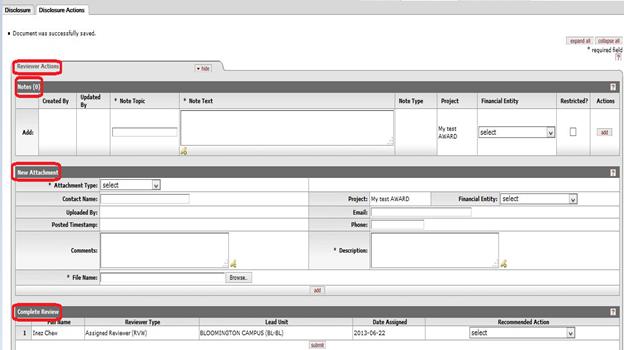 Disclosure Disclosure Actions
Document was successfully saved.
expand all collapse all
* required field
?
Reviewer Actions
hide
Notes (0)
?
Created By Updated By * Note Topic * Note Text Note Type Project Financial Entity Restricted? Actions
Add: My test AWARD select add
New Attachment
?
* Attachment Type: select
Contact Name: Project: My test AWARD Financial Entity: select
Uploaded By: Email:
Posted Timestamp: Phone:
Comments: * Description:
* File Name: Browse..
add
Complete Review
?
Full Name Reviewer Type Lead Unit Date Assigned Recommended Action
1 Inez Chew Assigned Reviewer (RVW) BLOOMINGTON CAMPUS (BL-BL) 2013-06-22 select
submit